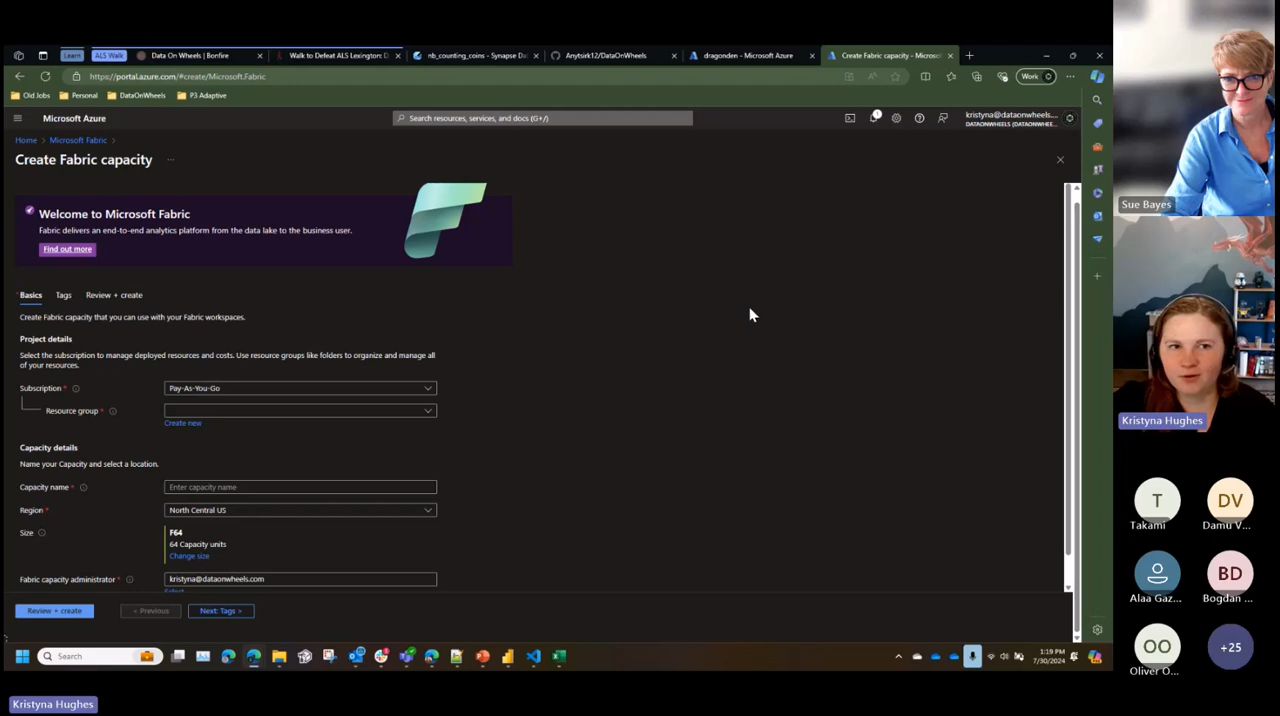 Learn
ALS Walk
Data On Wheels | Bonfire
Walk to Defeat ALS Lexington: D
nb_counting_coins - Synapse Da
Anytsirk12/DataOnWheels
dragonden - Microsoft Azure
Create Fabric capacity - Microsof
https://portal.azure.com/#create/Microsoft.Fabric
Work
Old Jobs
Personal
DataOnWheels
P3 Adaptive
Microsoft Azure
Search resources, services, and docs (G+/)
1
kristyna@dataonwheels....
DATAONWHEELS (DATAONWHEE...
Home > Microsoft Fabric >
Create Fabric capacity ...
Welcome to Microsoft Fabric
Fabric delivers an end-to-end analytics platform from the data lake to the business user.
Find out more
* Basics
Tags
Review + create
Create Fabric capacity that you can use with your Fabric workspaces.
Project details
Select the subscription to manage deployed resources and costs. Use resource groups like folders to organize and manage all
of your resources.
Subscription *
Pay-As-You-Go
Resource group *
Create new
Capacity details
Name your Capacity and select a location.
Capacity name *
Enter capacity name
Region *
North Central US
Size
F64
64 Capacity units
Change size
Fabric capacity administrator *
kristyna@dataonwheels.com
Select
Review + create
< Previous
Next: Tags >
Search
1:19 PM
7/30/2024
Sue Bayes
Kristyna Hughes
T
Takami
DV
Damu V...
Alaa Gaz...
BD
Bogdan ...
OO
Oliver O...
+25
Kristyna Hughes